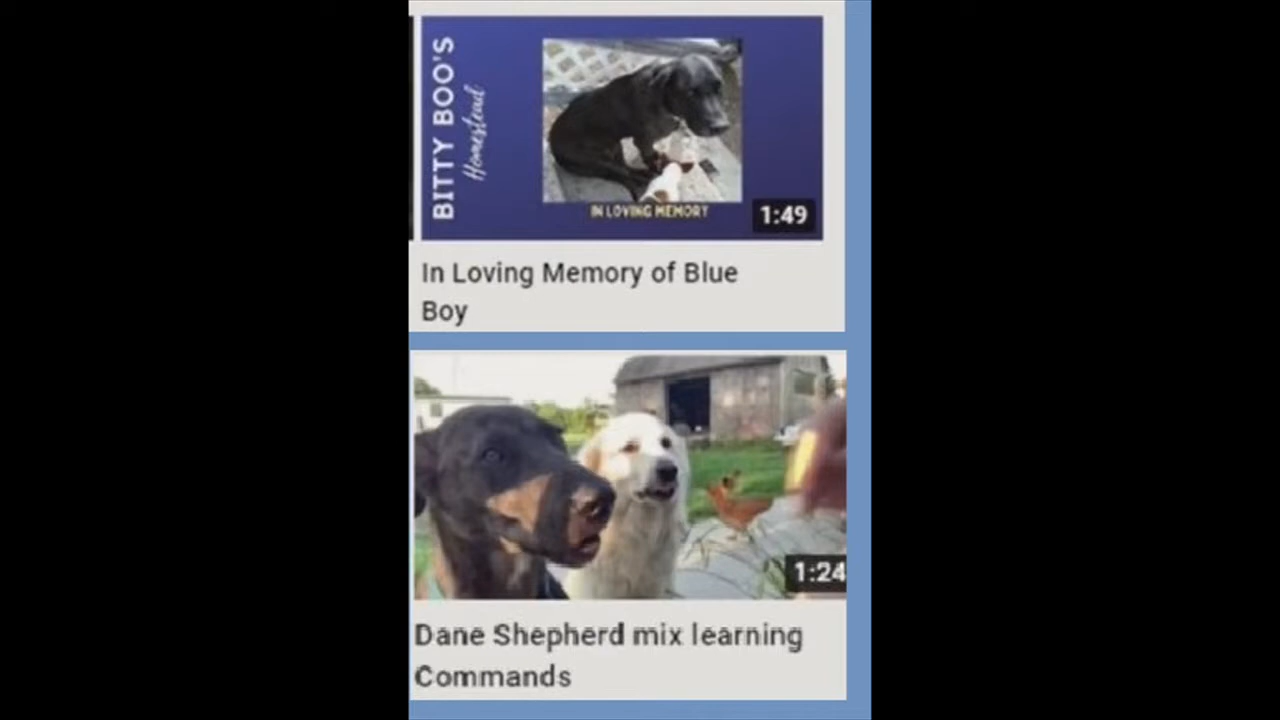 BITTY BOO'S
Homestead
IN LOVING MEMORY
1:49
In Loving Memory of Blue
Boy
1:24
Dane Shepherd mix learning
Commands